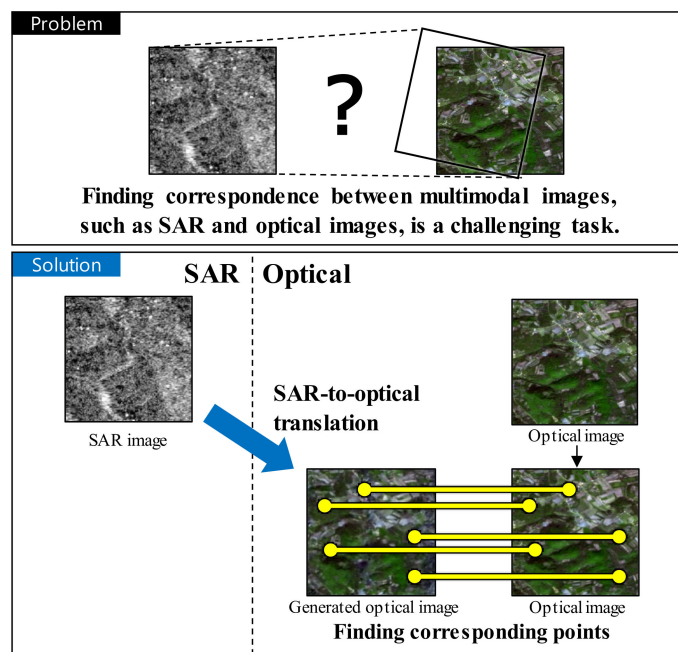 Problem
?
Finding correspondence between multimodal images,
such as SAR and optical images, is a challenging task.
Solution
SAR Optical
SAR image
SAR-to-optical
translation
Optical image
Generated optical image
Optical image
Finding corresponding points